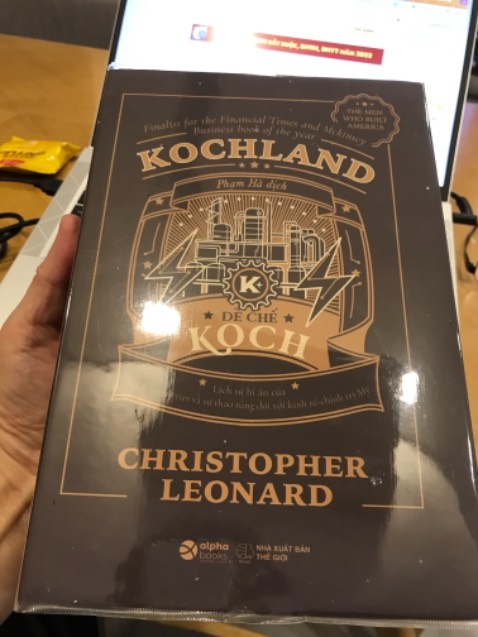 THE MEN
WHO BUILT
AMERICA
Finalist for the Financial Times and Mckinsey
Business book of the year
KOCHLAND
Phạm Hà dịch
K
ĐẾ CHẾ
KOCH
Lịch sử bí ẩn của
và sự thao túng đối với kinh tế-chính trị Mỹ
CHRISTOPHER
LEONARD
alpha
books
NHÀ XUẤT BẢN
THẾ GIỚI